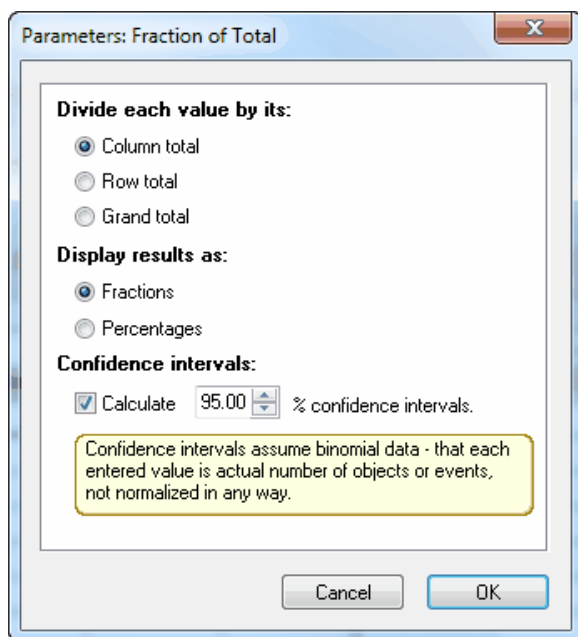 Parameters: Fraction of Total
Divide each value by its:
Column total
Row total
Grand total
Display results as:
Fractions
Percentages
Confidence intervals:
Calculate 95.00 % confidence intervals.
Confidence intervals assume binomial data - that each
entered value is actual number of objects or events,
not normalized in any way.
Cancel OK